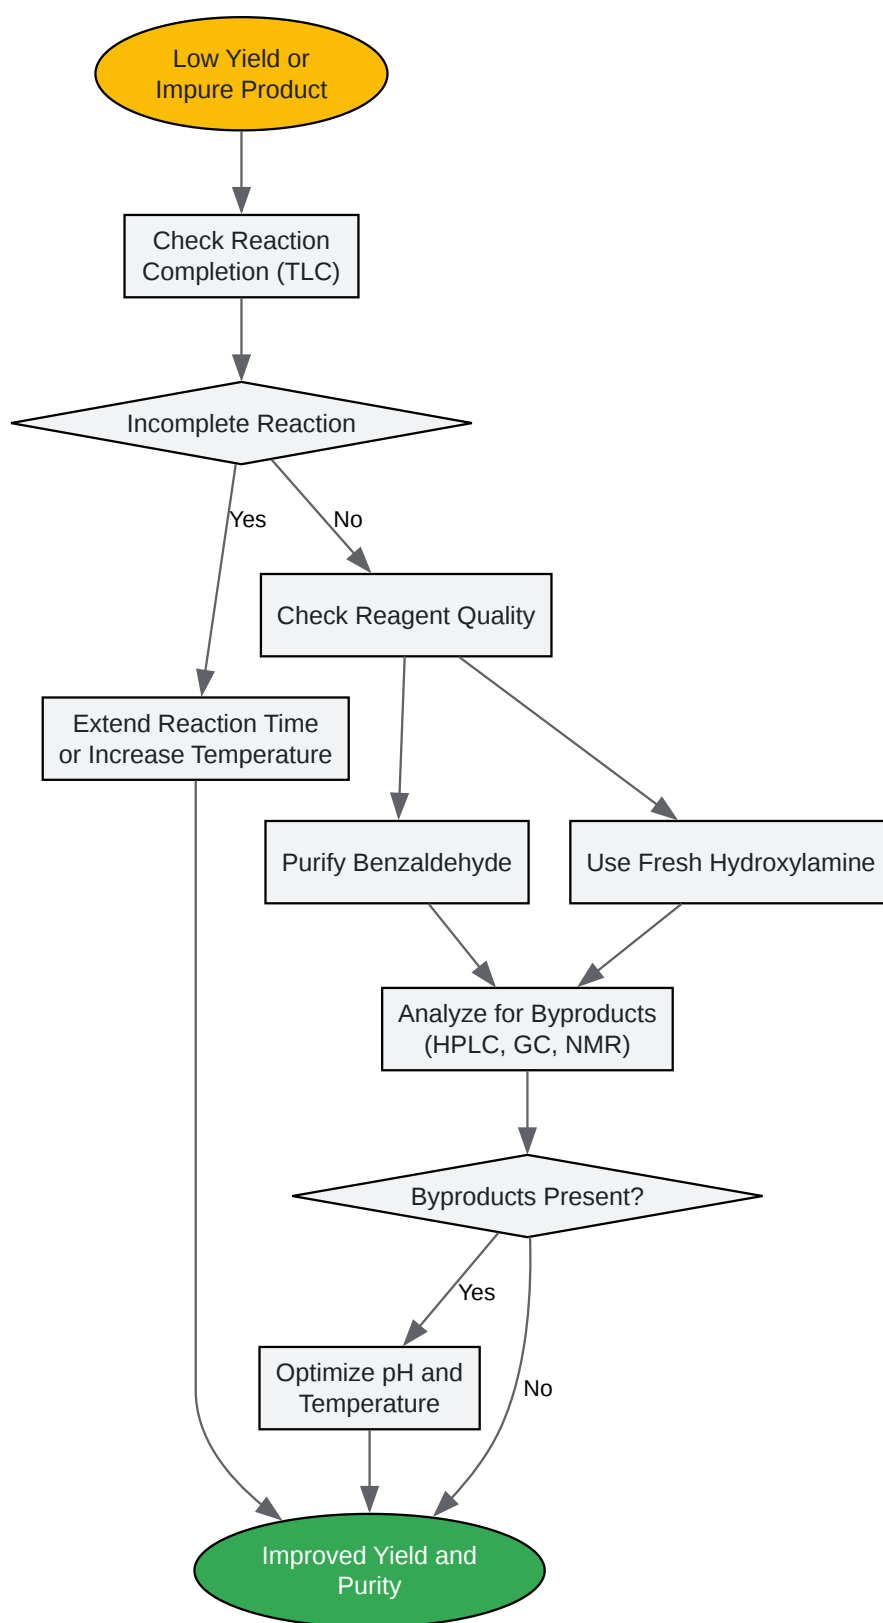 Low Yield or
Impure Product
Check Reaction
Completion (TLC)
Incomplete Reaction
Yes
No
Check Reagent Quality
Extend Reaction Time
or Increase Temperature
Purify Benzaldehyde
Use Fresh Hydroxylamine
Analyze for Byproducts
(HPLC, GC, NMR)
Byproducts Present?
Yes
Optimize pH and
Temperature
No
Improved Yield and
Purity